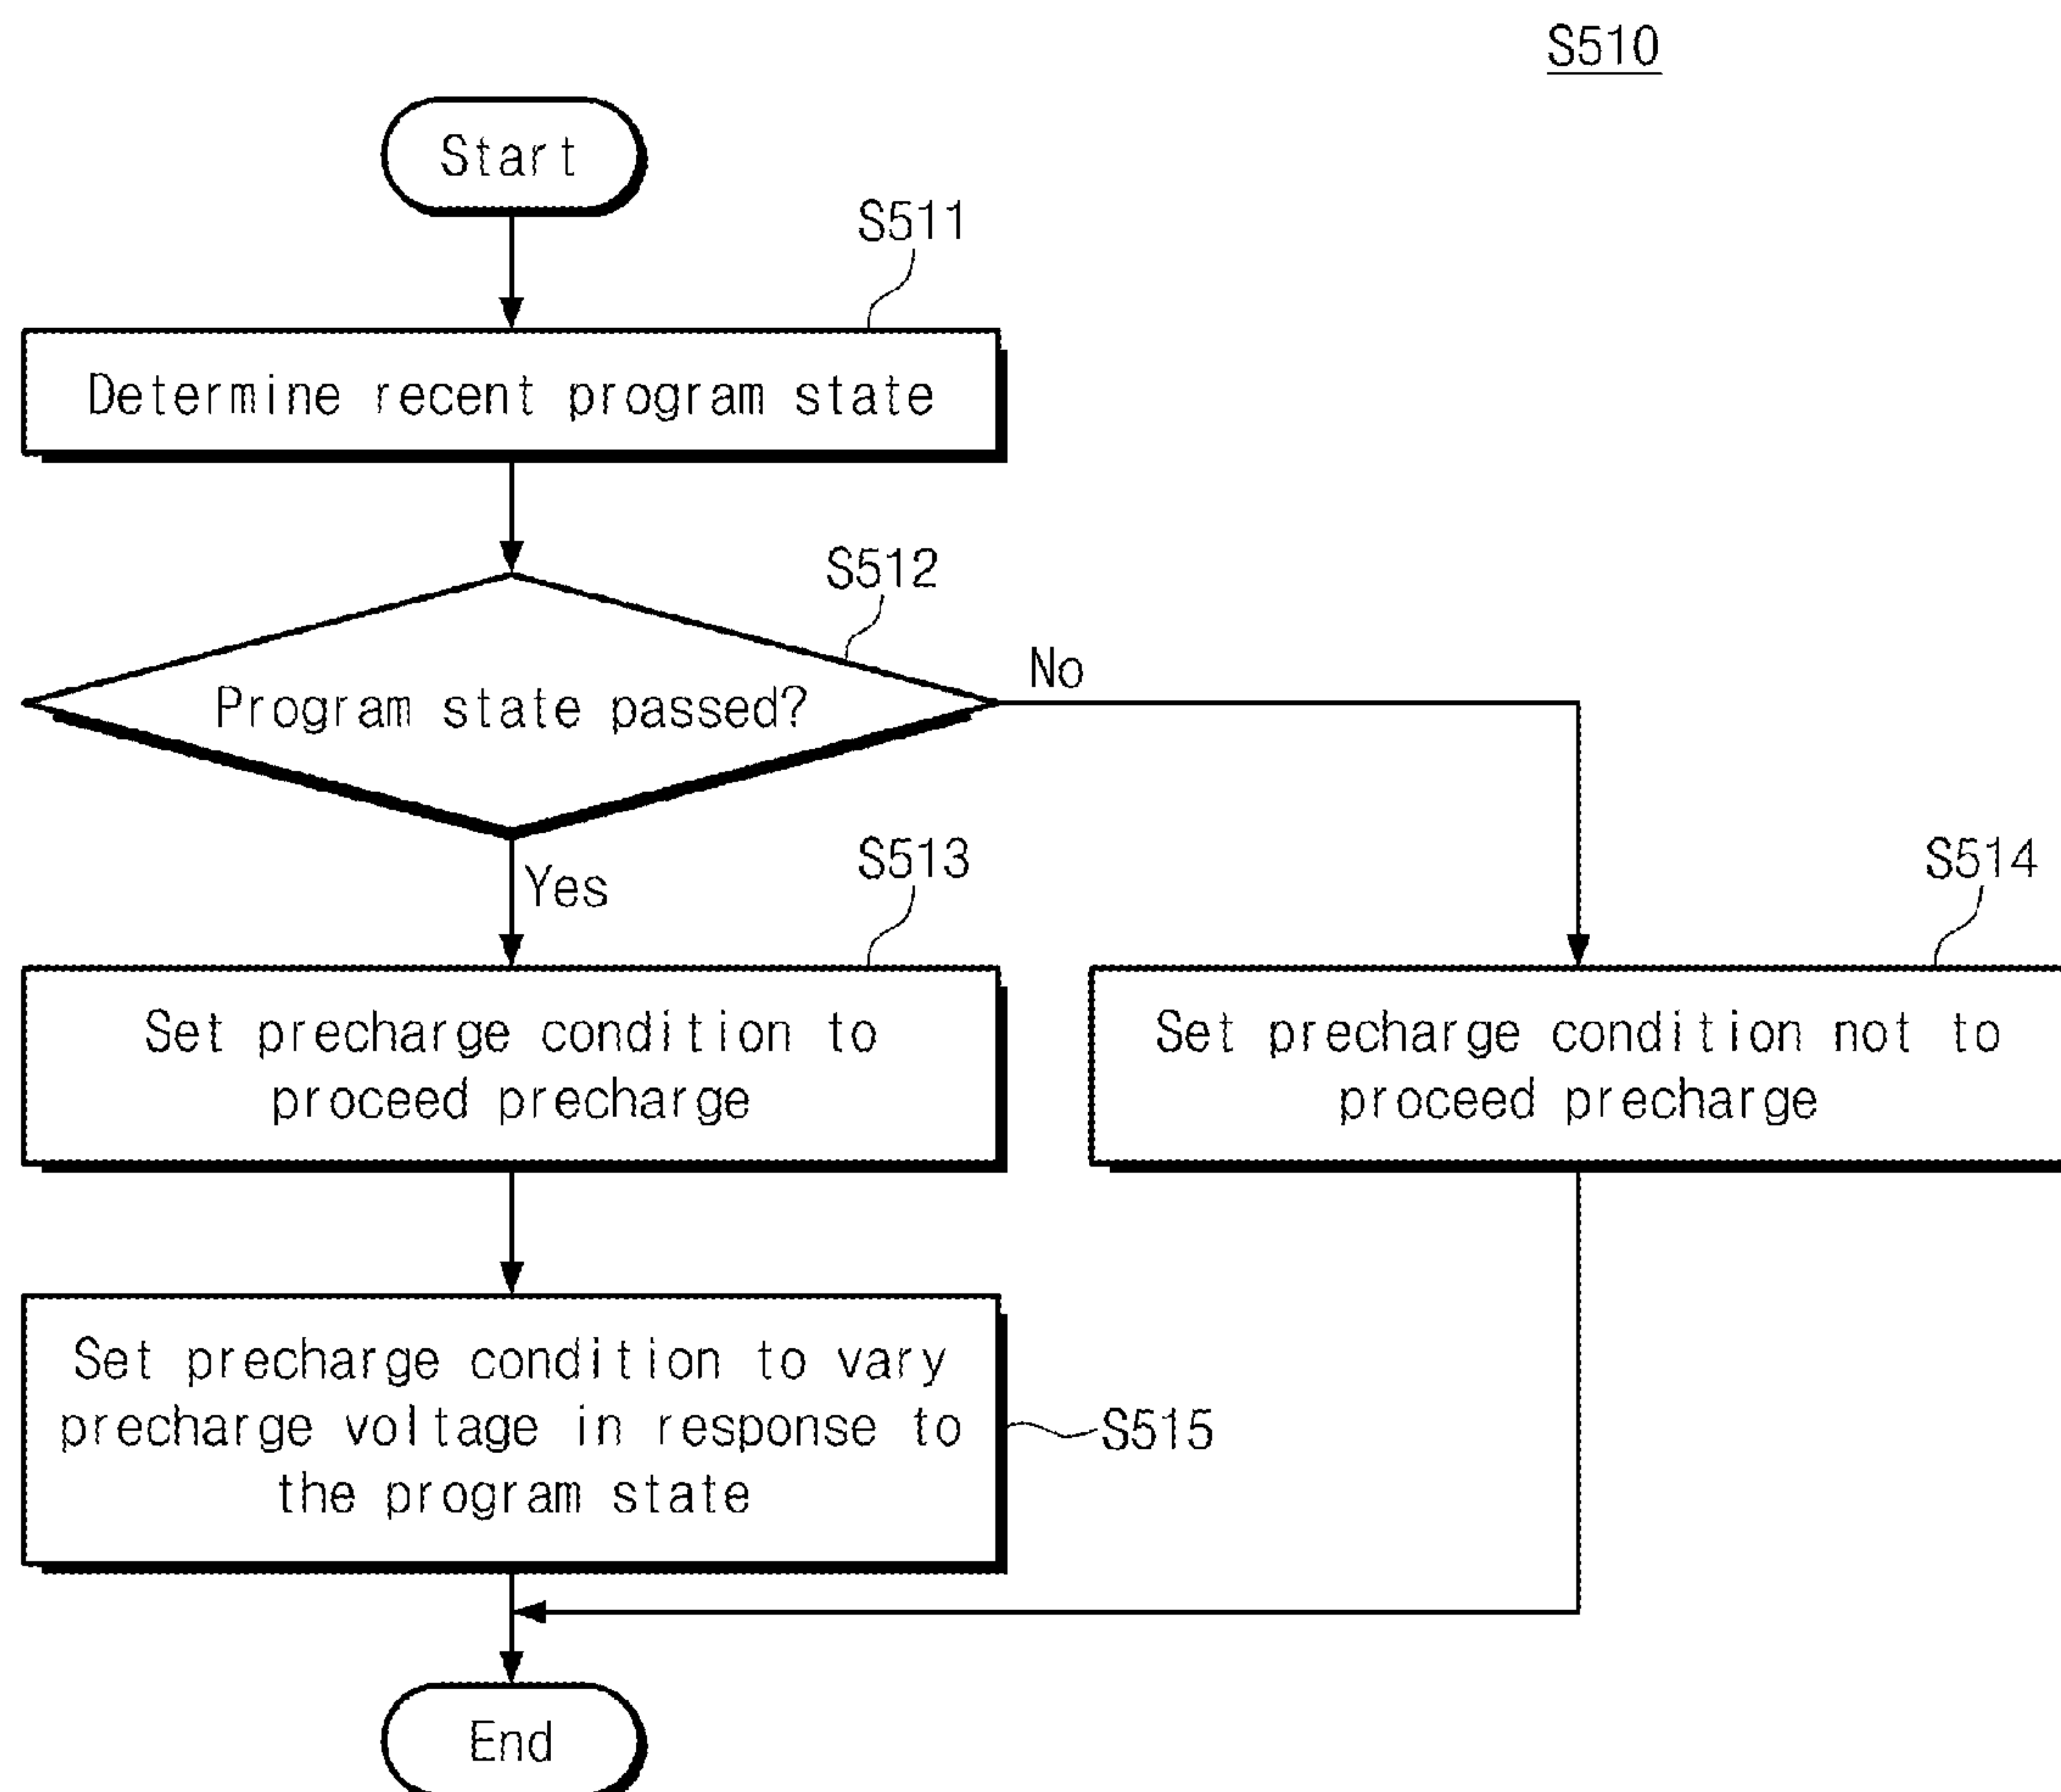 S510
Start
S511
Determine recent program state
S512
Program state passed?
No
Yes
S513
Set precharge condition to
proceed precharge
S514
Set precharge condition not to
proceed precharge
Set precharge condition to vary
precharge voltage in response to
the program state
S515
End